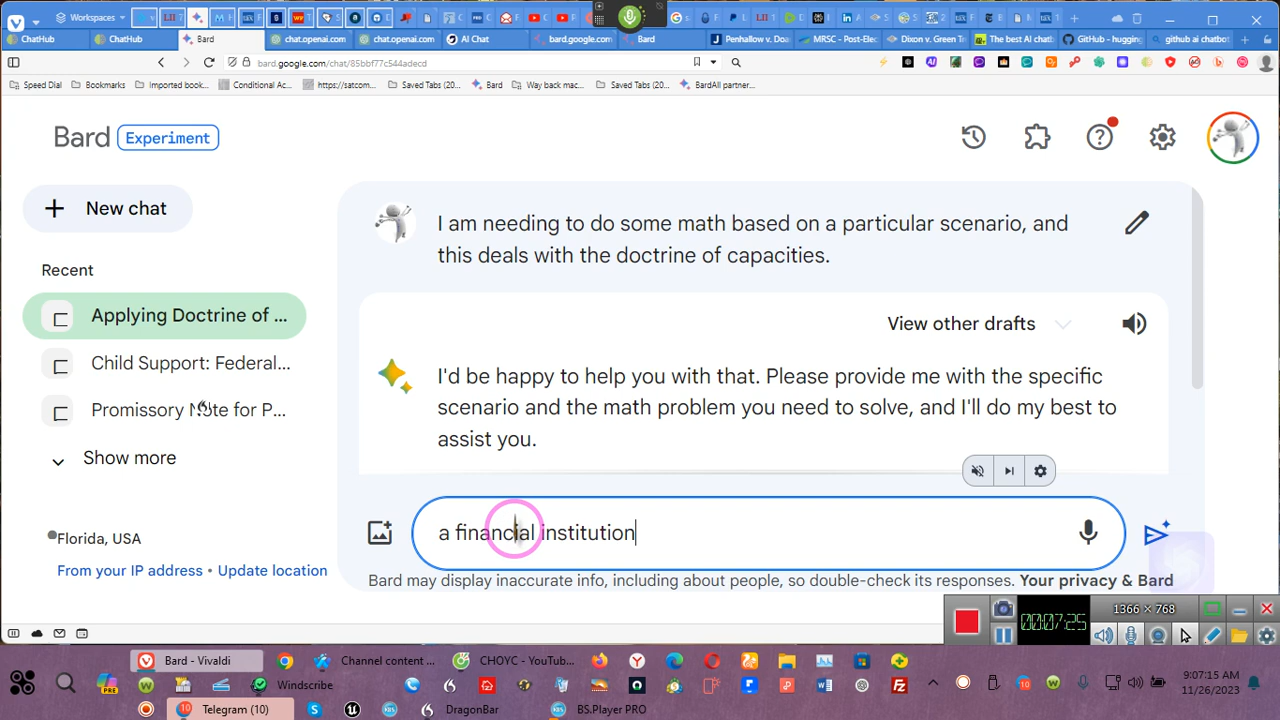 Workspaces
ChatHub
ChatHub
Bard
chat.openai.com
chat.openai.com
AI Chat
bard.google.com
Bard
Penhallow v. Doa
MRSC - Post-Elec
Dixon v. Green Tr
The best AI chatb
GitHub - hugging
github ai chatbot
bard.google.com/chat/85bbf77c544adecd
Speed Dial
Bookmarks
Imported book...
Conditional Ac...
https://satcom...
Saved Tabs (20...
Bard
Way back mac...
Saved Tabs (20...
BardAll partner...
Bard
Experiment
New chat
Recent
Applying Doctrine of ...
Child Support: Federal...
Promissory Note for P...
Show more
Florida, USA
From your IP address • Update location
I am needing to do some math based on a particular scenario, and
this deals with the doctrine of capacities.
View other drafts
I'd be happy to help you with that. Please provide me with the specific
scenario and the math problem you need to solve, and I'll do my best to
assist you.
a financial institution
Bard may display inaccurate info, including about people, so double-check its responses. Your privacy & Bard
1366 x 768
00:07:25
Bard - Vivaldi
Channel content ...
CHOYC - YouTub...
PRE
Windscribe
9:07:15 AM
11/26/2023
Telegram (10)
DragonBar
BS.Player PRO